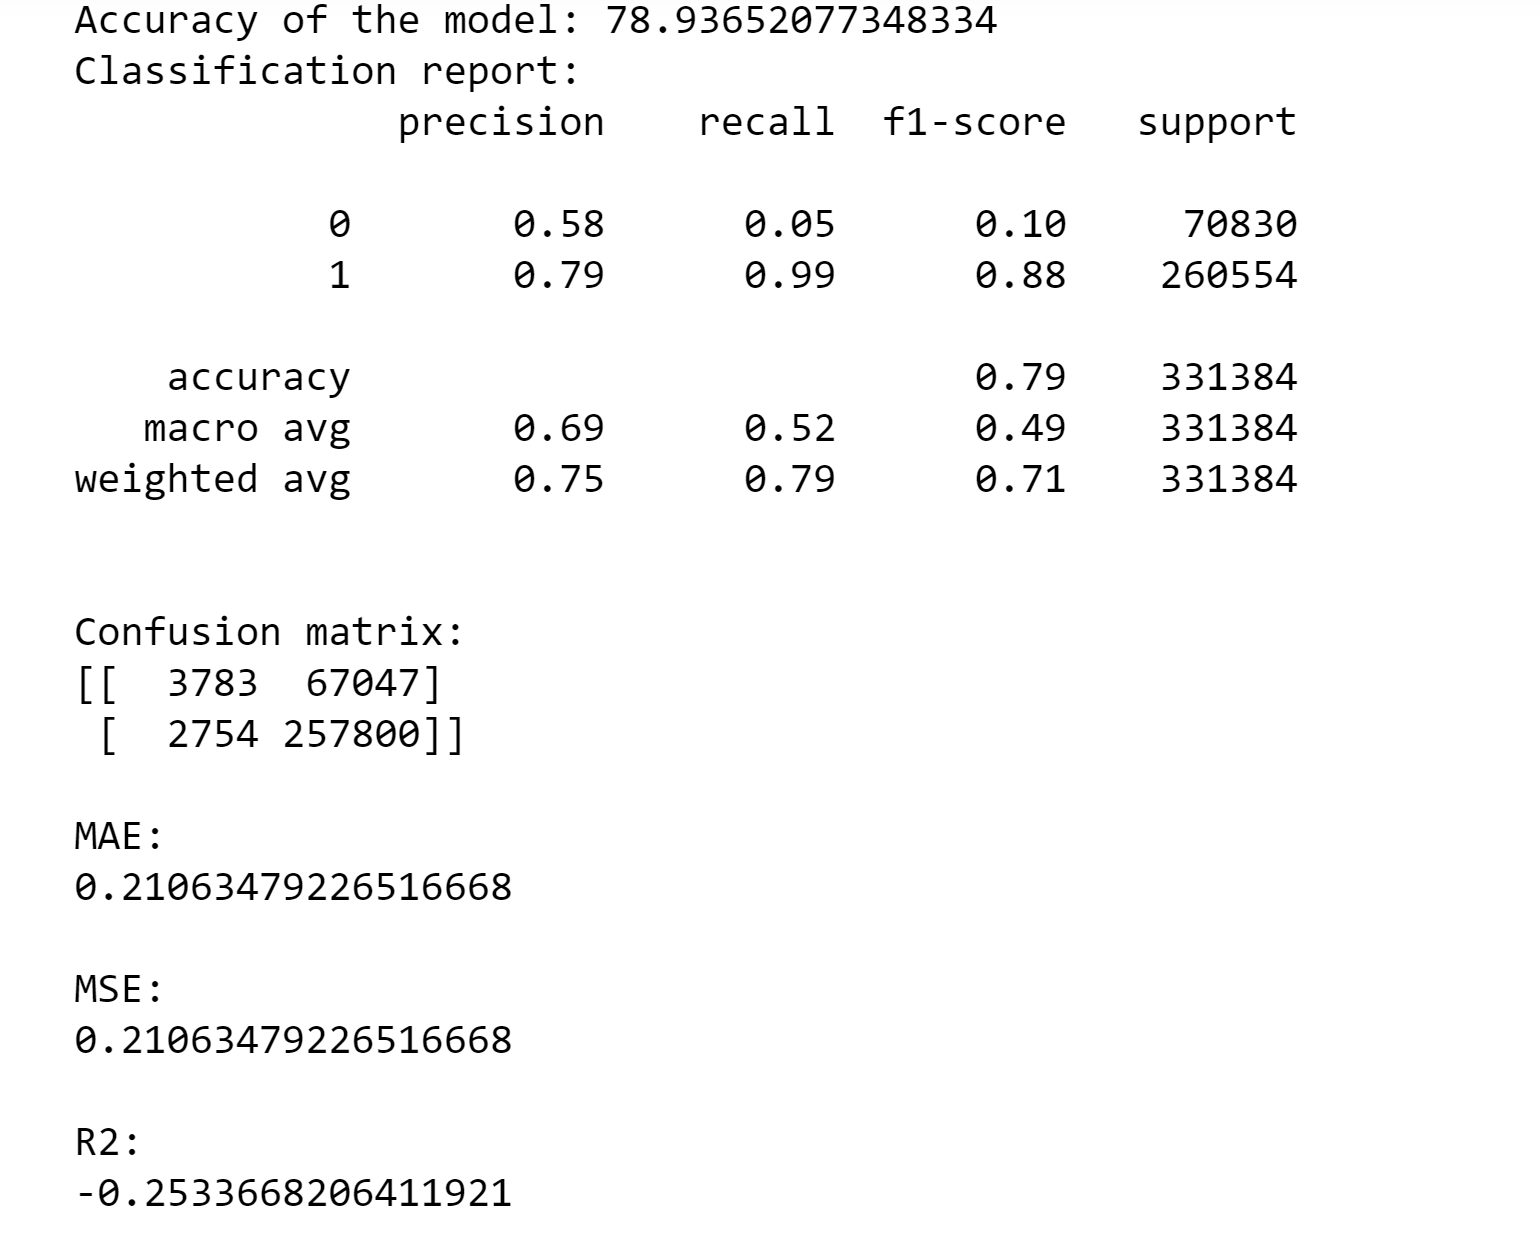 Accuracy of the model: 78.93652077348334
Classification report:
              precision    recall  f1-score   support

           0       0.58      0.05      0.10     70830
           1       0.79      0.99      0.88    260554

    accuracy                           0.79    331384
   macro avg       0.69      0.52      0.49    331384
weighted avg       0.75      0.79      0.71    331384

Confusion matrix:
[[  3783  67047]
 [  2754 257800]]

MAE:
0.21063479226516668

MSE:
0.21063479226516668

R2:
-0.2533668206411921